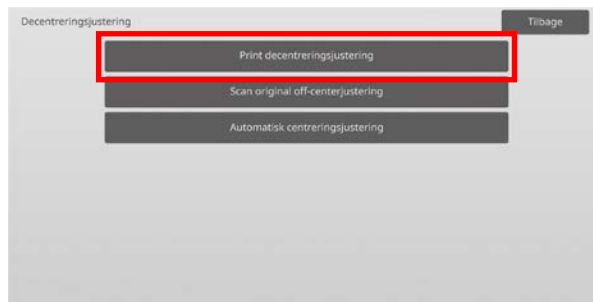 Decentreringsjustering
Tilbage
Print decentreringsjustering
Scan original off-centerjustering
Automatisk centreringsjustering